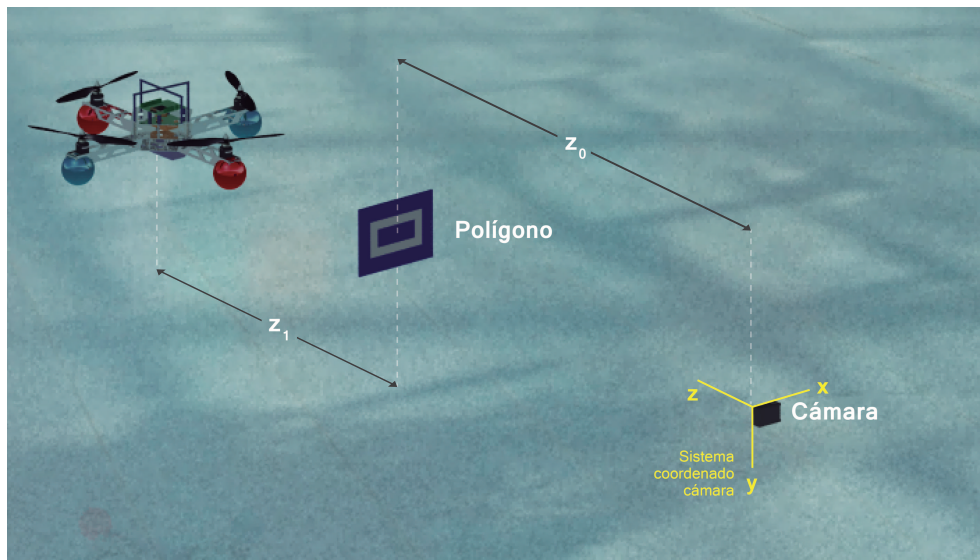 z₀
Polígono
z₁
z
x
Cámara
Sistema
coordenado
cámara
y